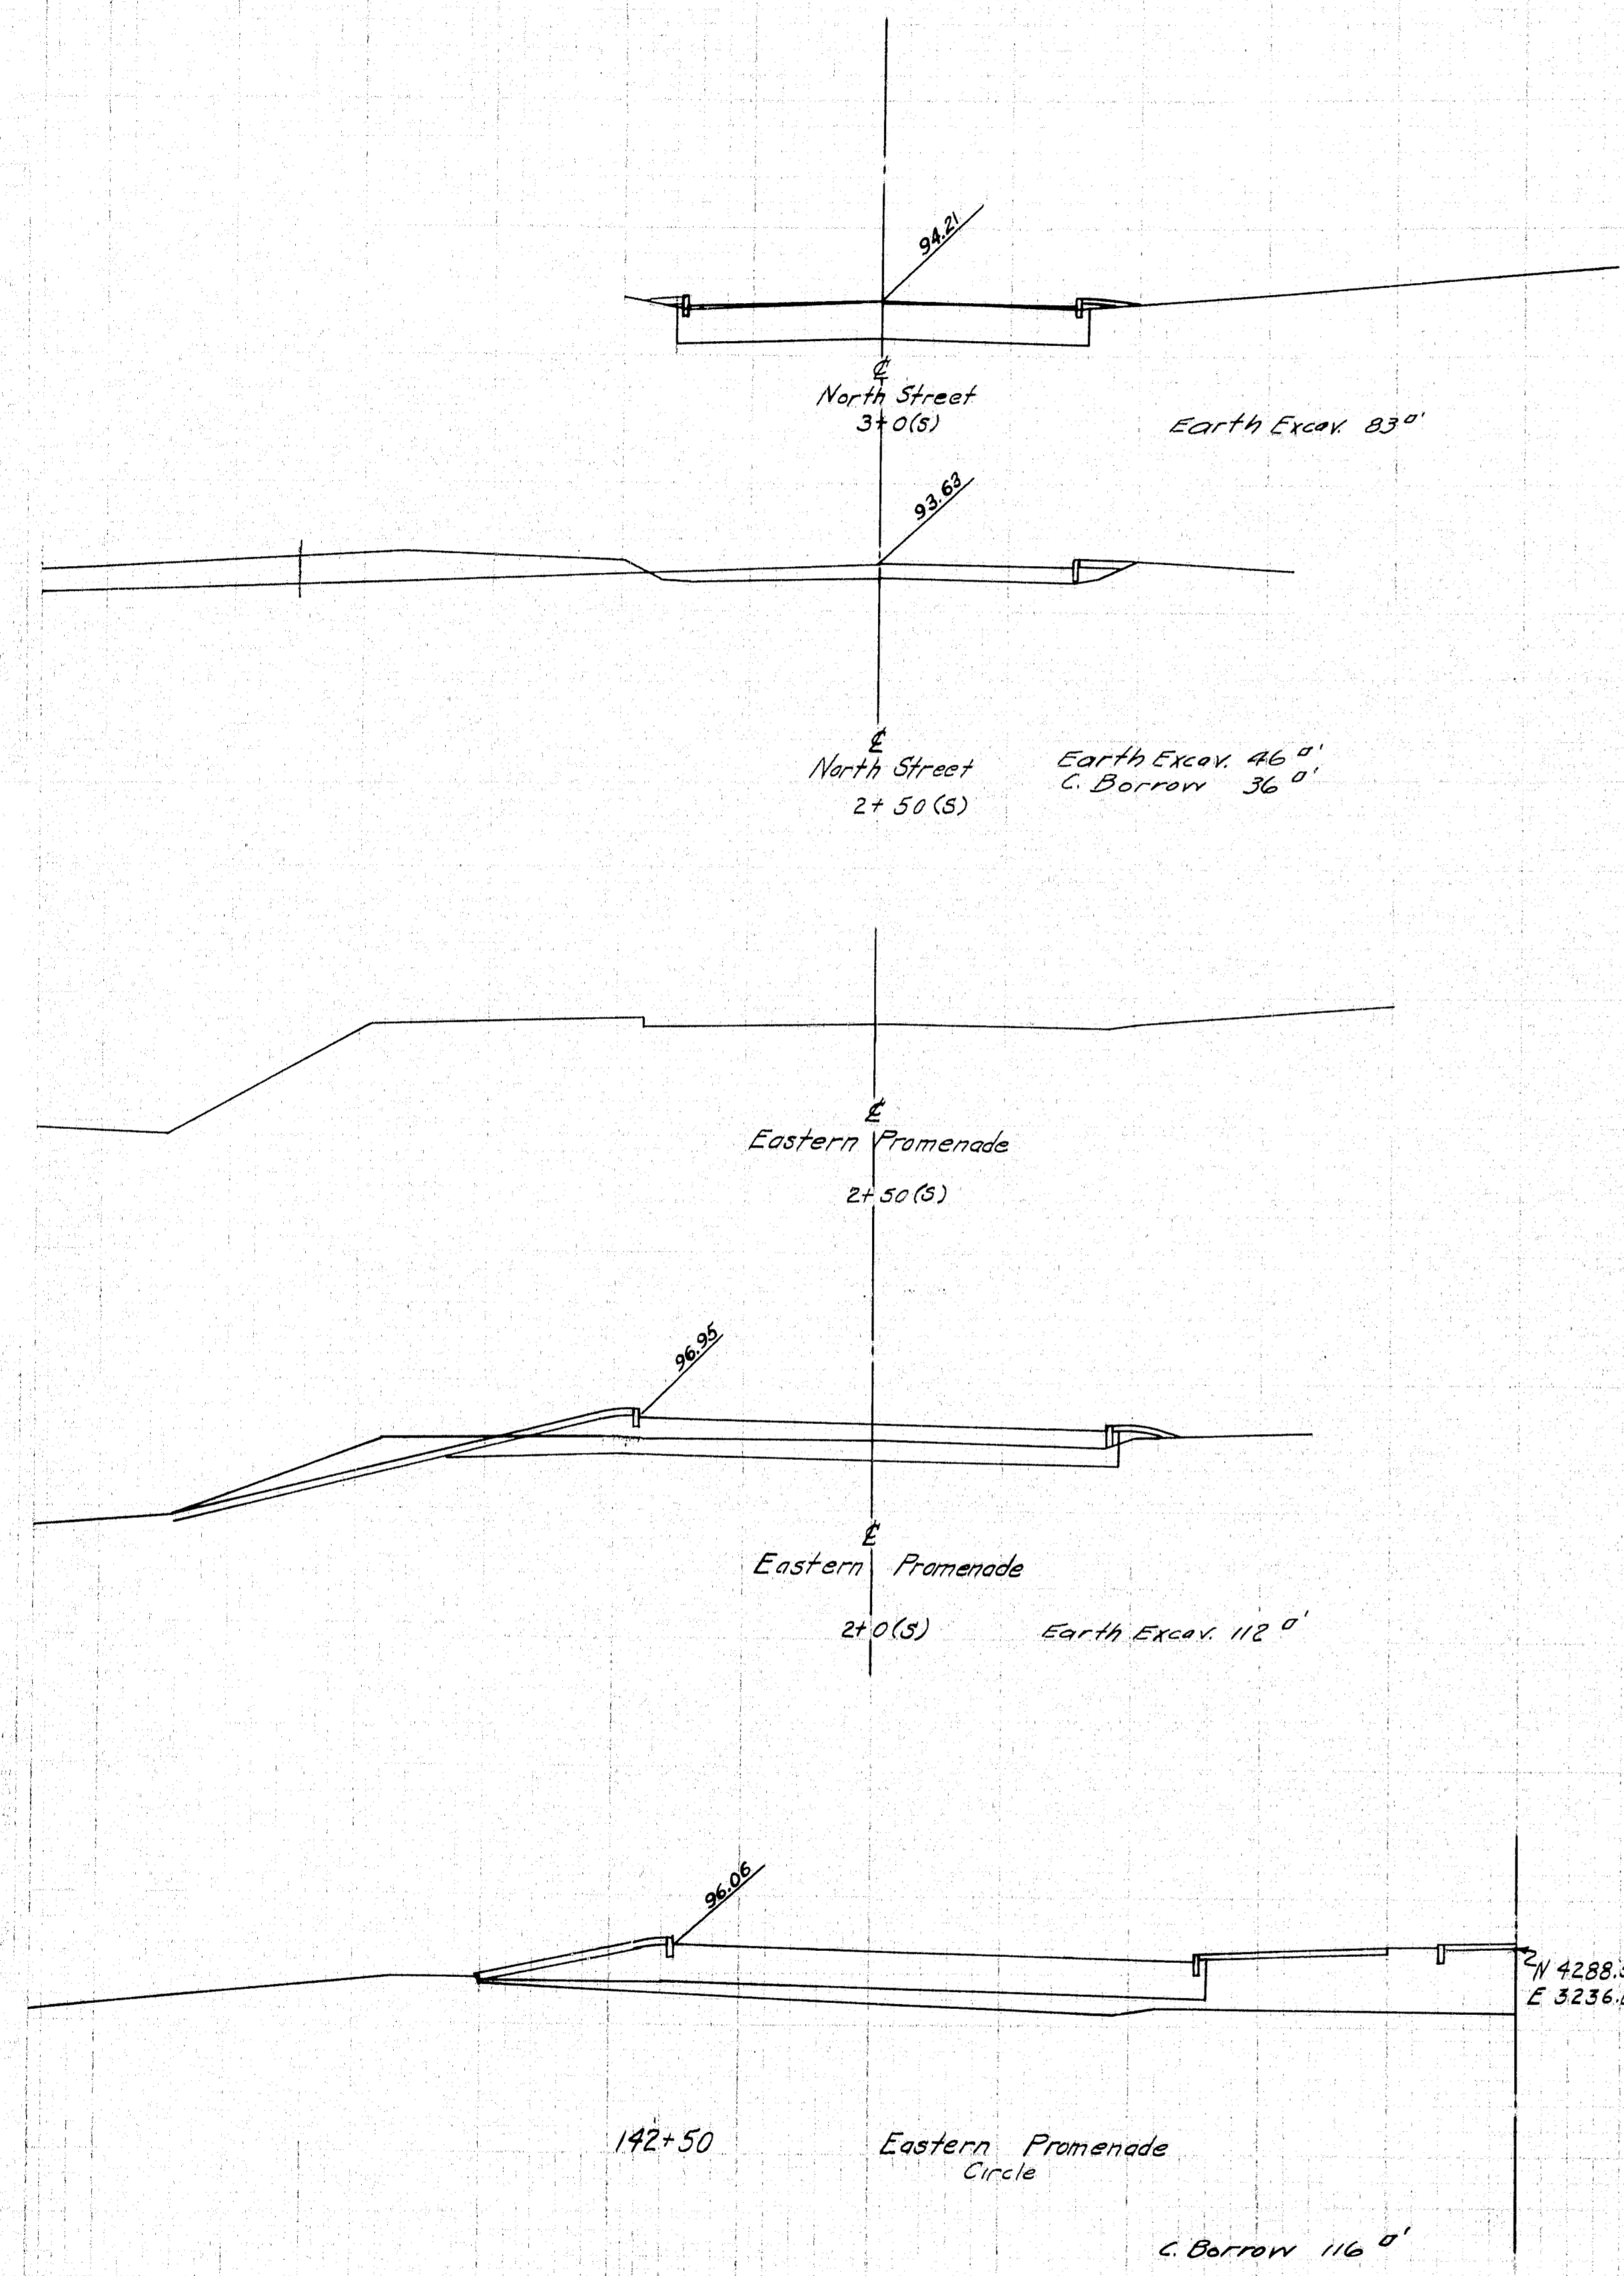 94.21
℄
North Street
3+0(S)
Earth Excav. 83 □'
93.63
℄
North Street
2+50(S)
Earth Excav. 46 □'
C. Borrow 36 □'
℄
Eastern Promenade
2+50(S)
96.95
℄
Eastern Promenade
2+0(S)
Earth Excav. 112 □'
96.06
N 4288.
E 3236.
142+50
Eastern Promenade
Circle
C. Borrow 116 □'